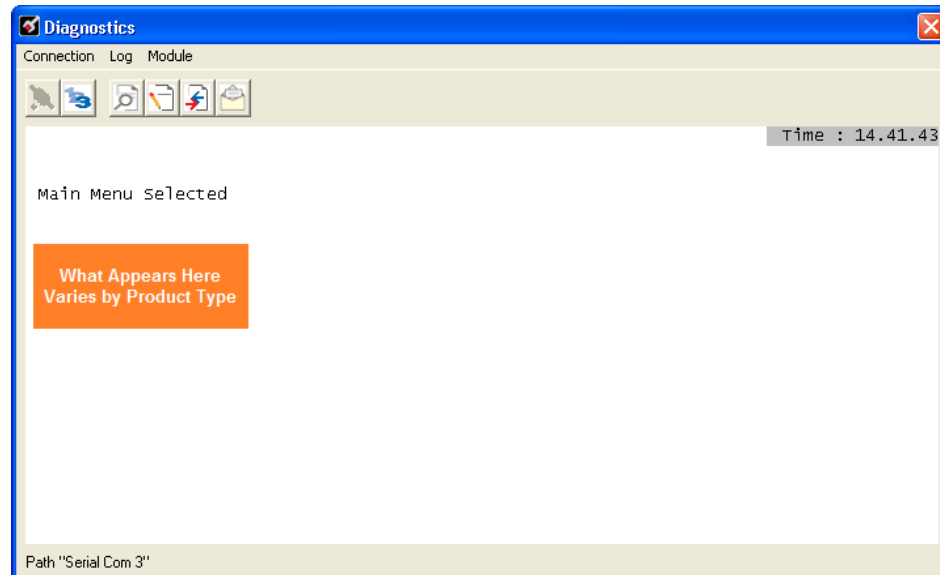 Diagnostics
Connection Log Module
Time : 14.41.43
Main Menu Selected
What Appears Here
Varies by Product Type
Path "Serial Com 3"